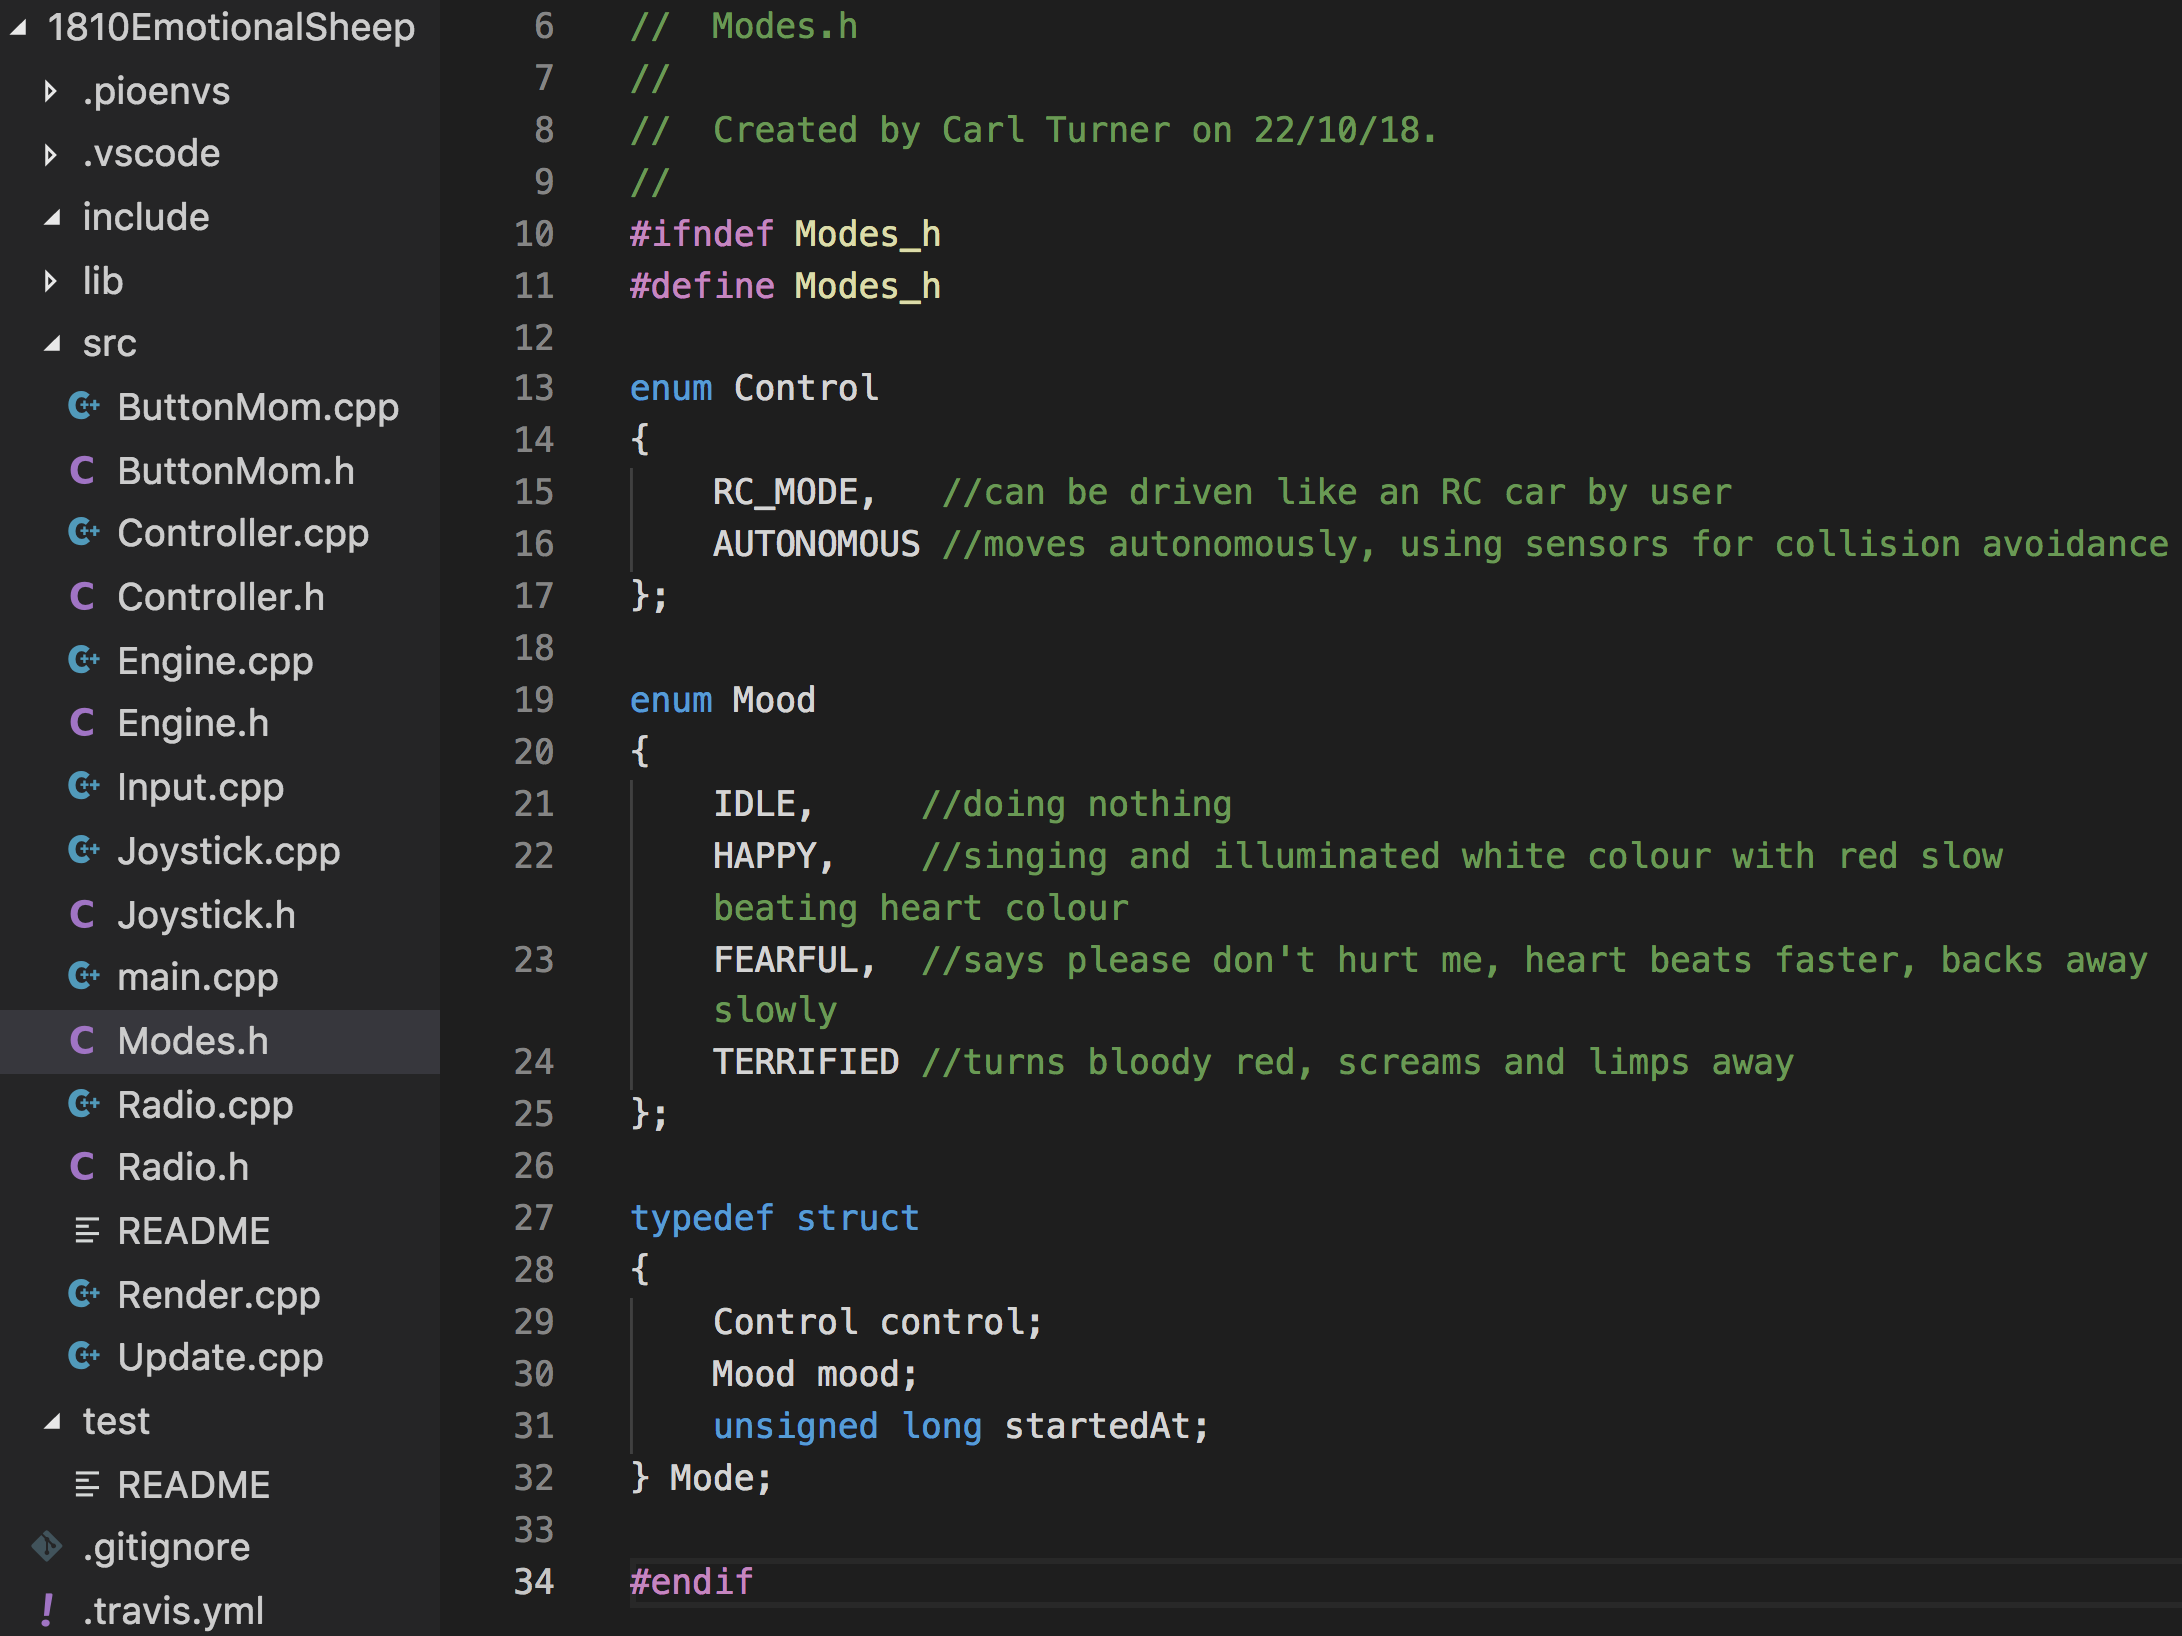 1810EmotionalSheep
.pioenvs
.vscode
include
lib
src
ButtonMom.cpp
ButtonMom.h
Controller.cpp
Controller.h
Engine.cpp
Engine.h
Input.cpp
Joystick.cpp
Joystick.h
main.cpp
Modes.h
Radio.cpp
Radio.h
README
Render.cpp
Update.cpp
test
README
.gitignore
.travis.yml
6 //  Modes.h
7 //
8 //  Created by Carl Turner on 22/10/18.
9 //
10 #ifndef Modes_h
11 #define Modes_h
12
13 enum Control
14 {
15     RC_MODE,   //can be driven like an RC car by user
16     AUTONOMOUS //moves autonomously, using sensors for collision avoidance
17 };
18
19 enum Mood
20 {
21     IDLE,     //doing nothing
22     HAPPY,    //singing and illuminated white colour with red slow
beating heart colour
23     FEARFUL,  //says please don't hurt me, heart beats faster, backs away
slowly
24     TERRIFIED //turns bloody red, screams and limps away
25 };
26
27 typedef struct
28 {
29     Control control;
30     Mood mood;
31     unsigned long startedAt;
32 } Mode;
33
34 #endif